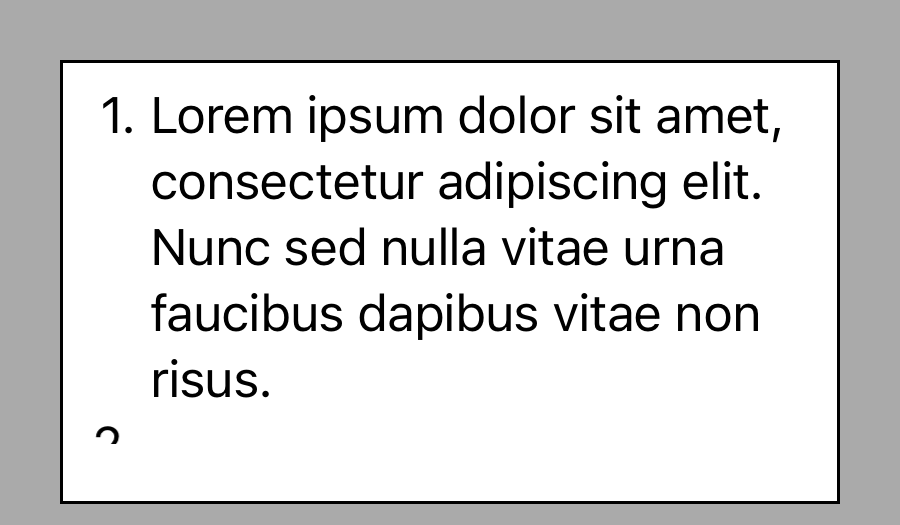 1. Lorem ipsum dolor sit amet,
consectetur adipiscing elit.
Nunc sed nulla vitae urna
faucibus dapibus vitae non
risus.